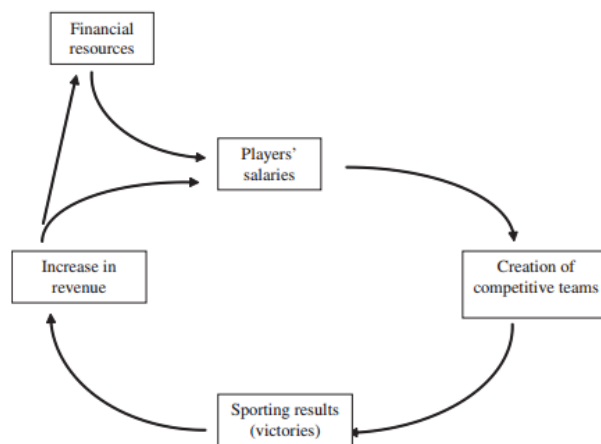 Financial
resources
Players’
salaries
Increase in
revenue
Creation of
competitive teams
Sporting results
(victories)